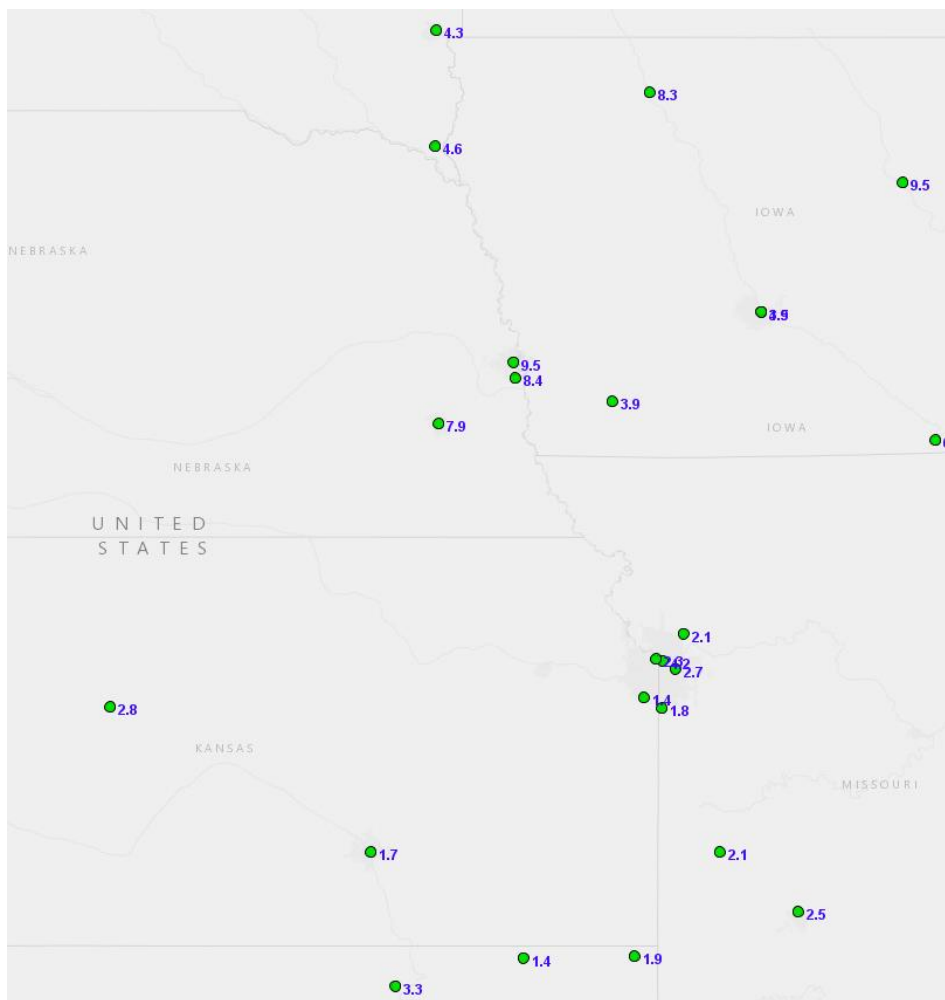 4.3
8.3
4.6
9.5
IOWA
NEBRASKA
9.5
8.4
3.9
7.9
IOWA
NEBRASKA
UNITED
STATES
2.1
2.7
1.4
1.8
2.8
KANSAS
MISSOURI
1.7
2.1
2.5
1.4
1.9
3.3